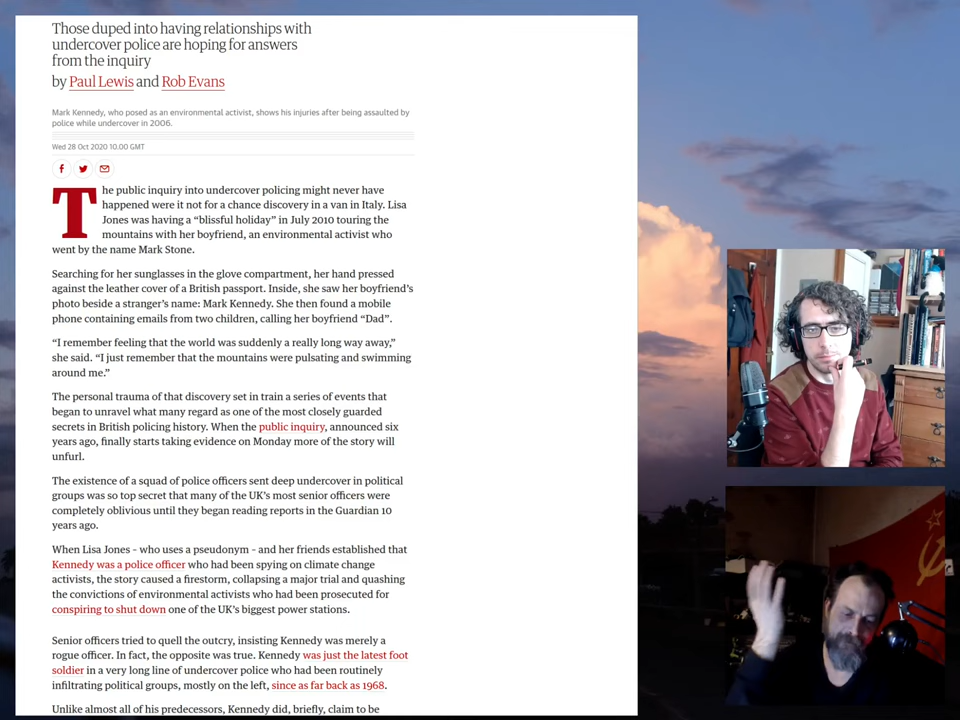 Those duped into having relationships with
undercover police are hoping for answers
from the inquiry
by Paul Lewis and Rob Evans
Mark Kennedy, who posed as an environmental activist, shows his injuries after being assaulted by
police while undercover in 2006.
Wed 28 Oct 2020 10.00 GMT
The public inquiry into undercover policing might never have
happened were it not for a chance discovery in a van in Italy. Lisa
Jones was having a “blissful holiday” in July 2010 touring the
mountains with her boyfriend, an environmental activist who
went by the name Mark Stone.
Searching for her sunglasses in the glove compartment, her hand pressed
against the leather cover of a British passport. Inside, she saw her boyfriend’s
photo beside a stranger’s name: Mark Kennedy. She then found a mobile
phone containing emails from two children, calling her boyfriend “Dad”.
“I remember feeling that the world was suddenly a really long way away,”
she said. “I just remember that the mountains were pulsating and swimming
around me.”
The personal trauma of that discovery set in train a series of events that
began to unravel what many regard as one of the most closely guarded
secrets in British policing history. When the public inquiry, announced six
years ago, finally starts taking evidence on Monday more of the story will
unfurl.
The existence of a squad of police officers sent deep undercover in political
groups was so top secret that many of the UK’s most senior officers were
completely oblivious until they began reading reports in the Guardian 10
years ago.
When Lisa Jones – who uses a pseudonym – and her friends established that
Kennedy was a police officer who had been spying on climate change
activists, the story caused a firestorm, collapsing a major trial and quashing
the convictions of environmental activists who had been prosecuted for
conspiring to shut down one of the UK’s biggest power stations.
Senior officers tried to quell the outcry, insisting Kennedy was merely a
rogue officer. In fact, the opposite was true. Kennedy was just the latest foot
soldier in a very long line of undercover police who had been routinely
infiltrating political groups, mostly on the left, since as far back as 1968.
Unlike almost all of his predecessors, Kennedy did, briefly, claim to be